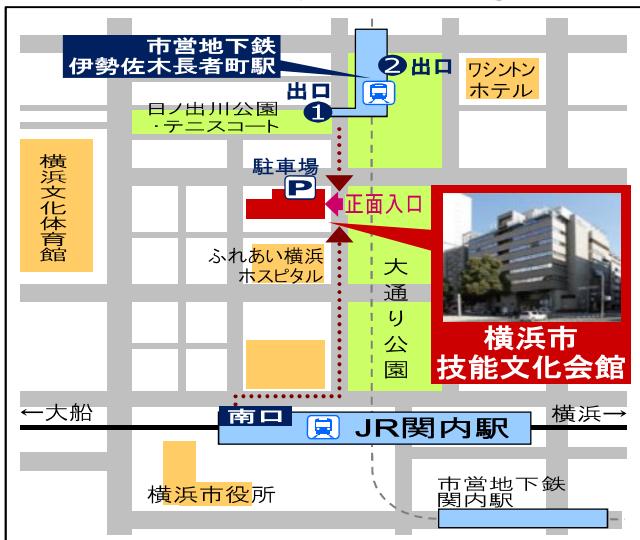 市営地下鉄
伊勢佐木長者町駅
❷出口
ワシントン
ホテル
出口
❶
日ノ出川公園
・テニスコート
横浜文化体育館
駐車場
P
正面入口
ふれあい横浜
ホスピタル
大通り公園
横浜市
技能文化会館
←大船
南口
JR関内駅
横浜→
横浜市役所
市営地下鉄
関内駅